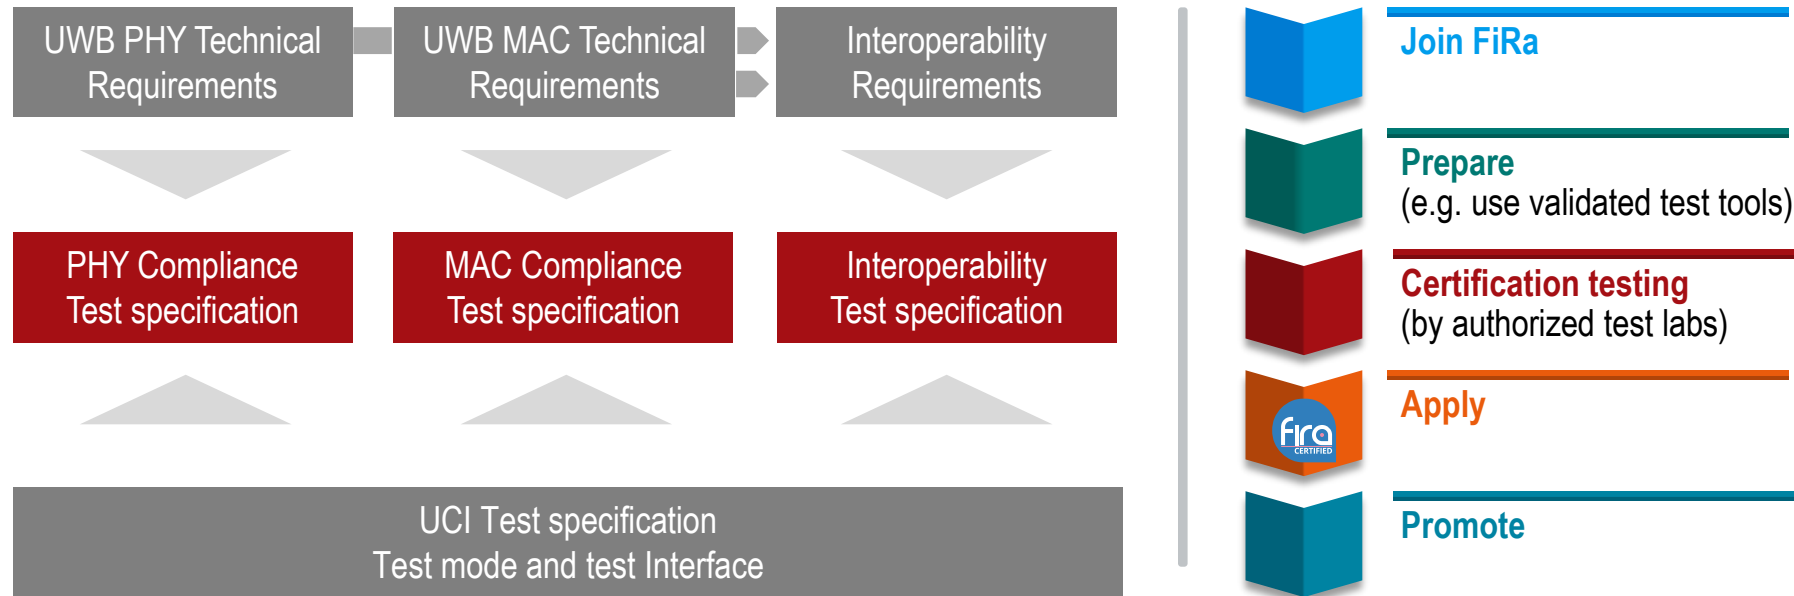 UWB PHY Technical
Requirements
UWB MAC Technical
Requirements
Interoperability
Requirements
PHY Compliance
Test specification
MAC Compliance
Test specification
Interoperability
Test specification
UCI Test specification
Test mode and test Interface
Join FiRa
Prepare
(e.g. use validated test tools)
Certification testing
(by authorized test labs)
fira
CERTIFIED
Apply
Promote